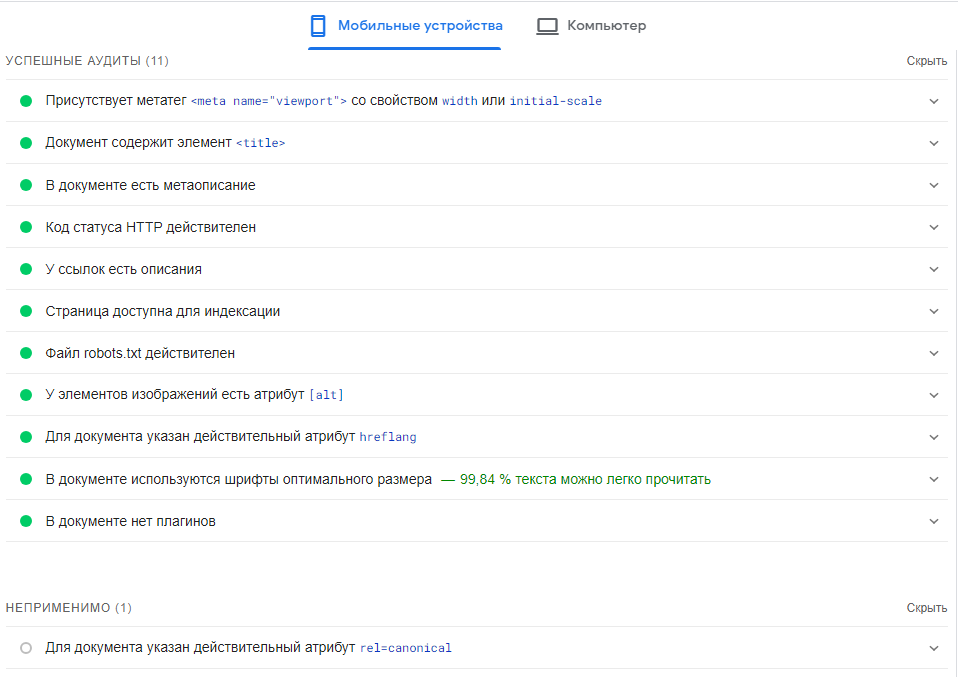 Мобильные устройства Компьютер
УСПЕШНЫЕ АУДИТЫ (11) Скрыть
Присутствует метатег <meta name="viewport"> со свойством width или initial-scale
Документ содержит элемент <title>
В документе есть метаописание
Код статуса HTTP действителен
У ссылок есть описания
Страница доступна для индексации
Файл robots.txt действителен
У элементов изображений есть атрибут [alt]
Для документа указан действительный атрибут hreflang
В документе используются шрифты оптимального размера — 99,84 % текста можно легко прочитать
В документе нет плагинов
НЕПРИМЕНИМО (1) Скрыть
Для документа указан действительный атрибут rel=canonical